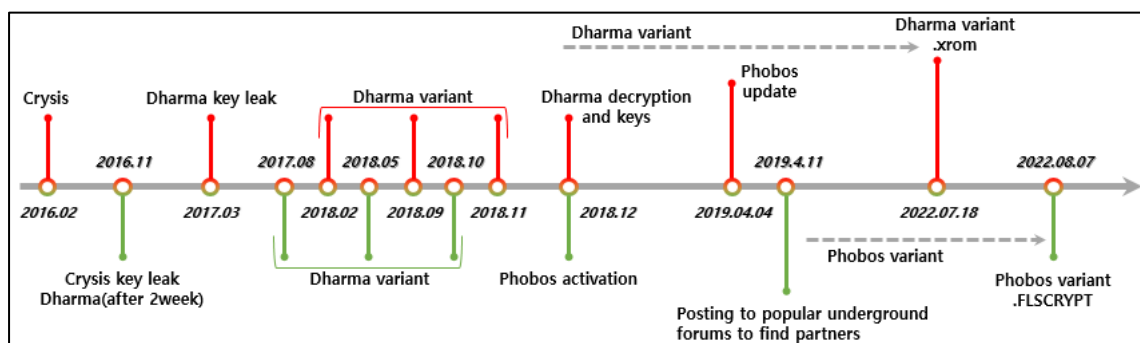 Dharma variant
Dharma variant
.xrom
Phobos
update
Crysis
Dharma key leak
Dharma variant
Dharma decryption
and keys
2016.11
2017.08
2018.05
2018.10
2019.4.11
2022.08.07
2016.02
2017.03
2018.02
2018.09
2018.11
2018.12
2019.04.04
2022.07.18
Crysis key leak
Dharma(after 2week)
Dharma variant
Phobos activation
Phobos variant
Posting to popular underground
forums to find partners
Phobos variant
.FLSCRYPT